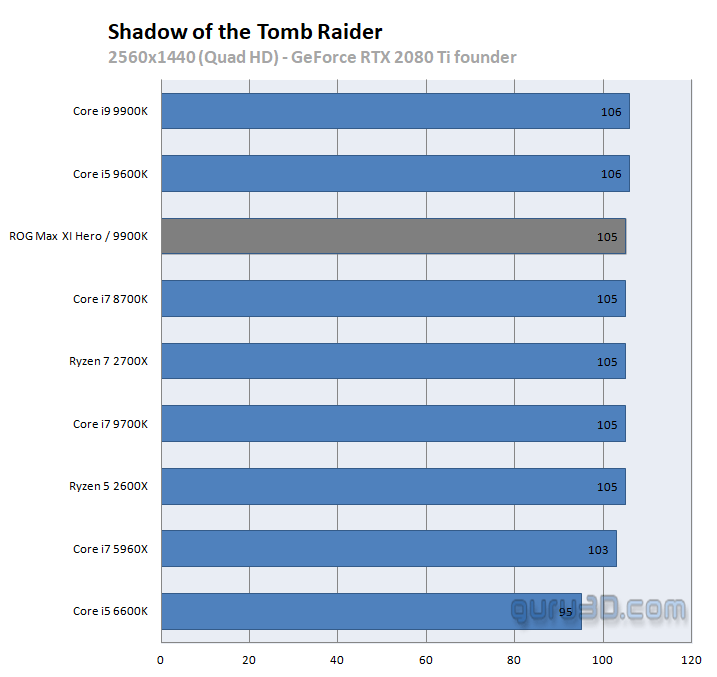 Shadow of the Tomb Raider
2560x1440 (Quad HD) - GeForce RTX 2080 Ti founder
Core i9 9900K 106
Core i5 9600K 106
ROG Max XI Hero / 9900K 105
Core i7 8700K 105
Ryzen 7 2700X 105
Core i7 9700K 105
Ryzen 5 2600X 105
Core i7 5960X 103
Core i5 6600K 95
guru3D.com
0 20 40 60 80 100 120